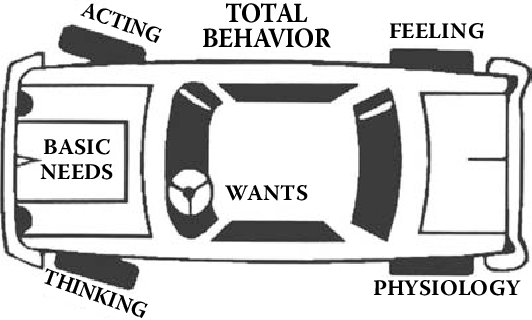 ACTING
TOTAL
BEHAVIOR
FEELING
BASIC
NEEDS
WANTS
THINKING
PHYSIOLOGY